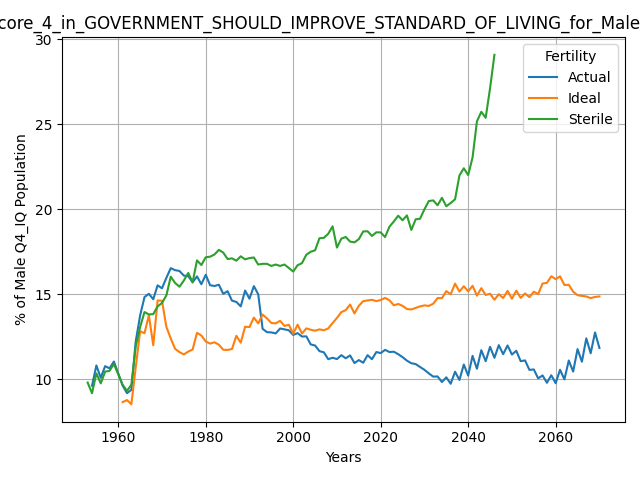 core_4_in_GOVERNMENT_SHOULD_IMPROVE_STANDARD_OF_LIVING_for_Male
30
25
20
15
10
% of Male Q4_IQ Population
Fertility
Actual
Ideal
Sterile
1960
1980
2000
2020
2040
2060
Years